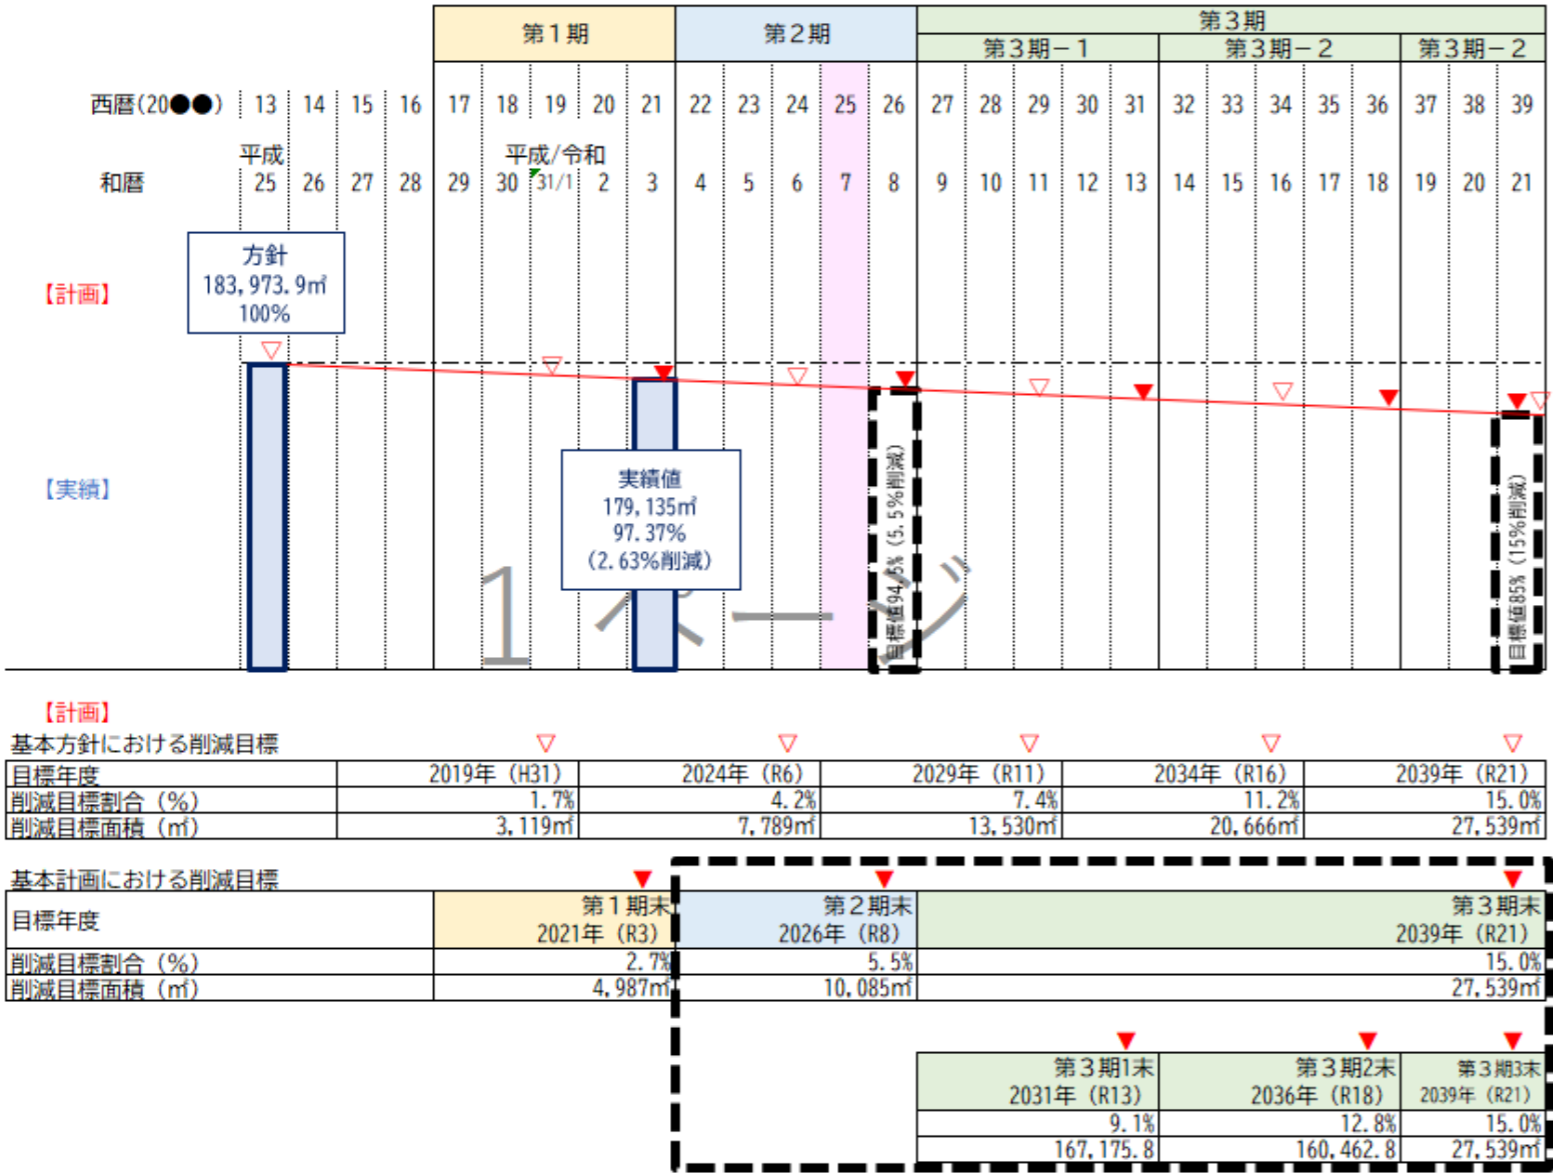 第１期
第２期
第３期
第３期－１
第３期－２
第３期－２
西暦(20●●) 13 14 15 16 17 18 19 20 21 22 23 24 25 26 27 28 29 30 31 32 33 34 35 36 37 38 39
平成 平成/令和
和暦 25 26 27 28 29 30 31/1 2 3 4 5 6 7 8 9 10 11 12 13 14 15 16 17 18 19 20 21
【計画】
方針
183,973.9㎡
100%
【実績】
実績値
179,135㎡
97.37%
(2.63%削減)
目標値94.5% (5.5%削減)
目標値85% (15%削減)
1 ページ
【計画】
基本方針における削減目標
目標年度 2019年 (H31) 2024年 (R6) 2029年 (R11) 2034年 (R16) 2039年 (R21)
削減目標割合 (%) 1.7% 4.2% 7.4% 11.2% 15.0%
削減目標面積 (㎡) 3,119㎡ 7,789㎡ 13,530㎡ 20,666㎡ 27,539㎡
基本計画における削減目標
目標年度
第１期末
2021年 (R3)
第２期末
2026年 (R8)
第３期末
2039年 (R21)
削減目標割合 (%) 2.7% 5.5% 15.0%
削減目標面積 (㎡) 4,987㎡ 10,085㎡ 27,539㎡
第３期1末
2031年 (R13)
第３期2末
2036年 (R18)
第３期3末
2039年 (R21)
9.1% 12.8% 15.0%
167,175.8 160,462.8 27,539㎡